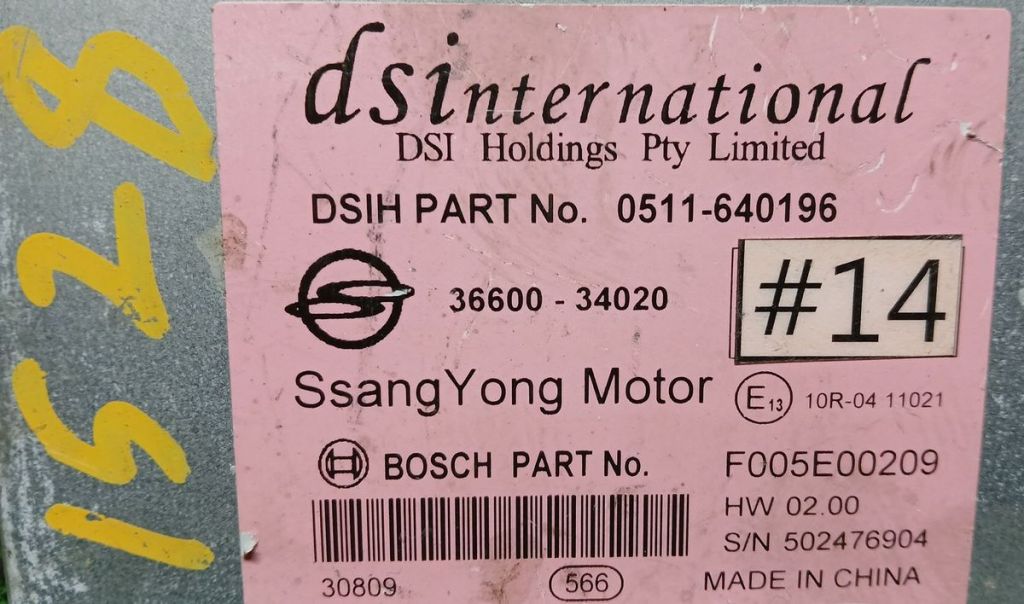 dsinternational
DSI Holdings Pty Limited
DSIH PART No. 0511-640196
S 36600 - 34020
#14
SsangYong Motor
E13 10R-04 11021
H BOSCH PART No. F005E00209
HW 02.00
S/N 502476904
30809 566 MADE IN CHINA
1528